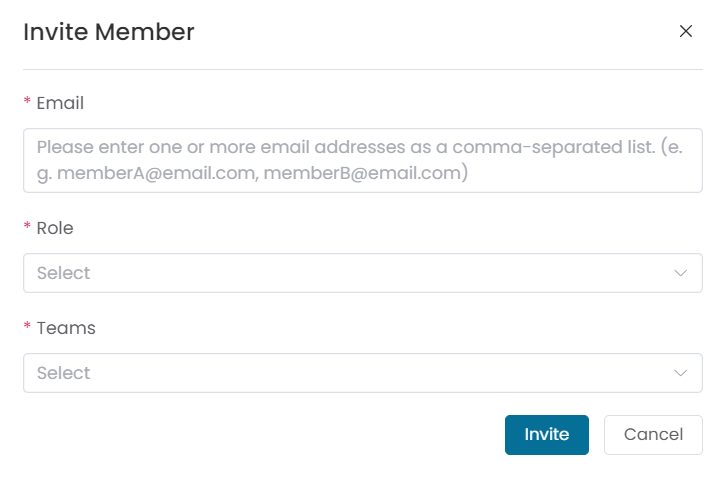 Invite Member
* Email
Please enter one or more email addresses as a comma-separated list. (e.
g. memberA@email.com, memberB@email.com)
* Role
Select
* Teams
Select
Invite
Cancel